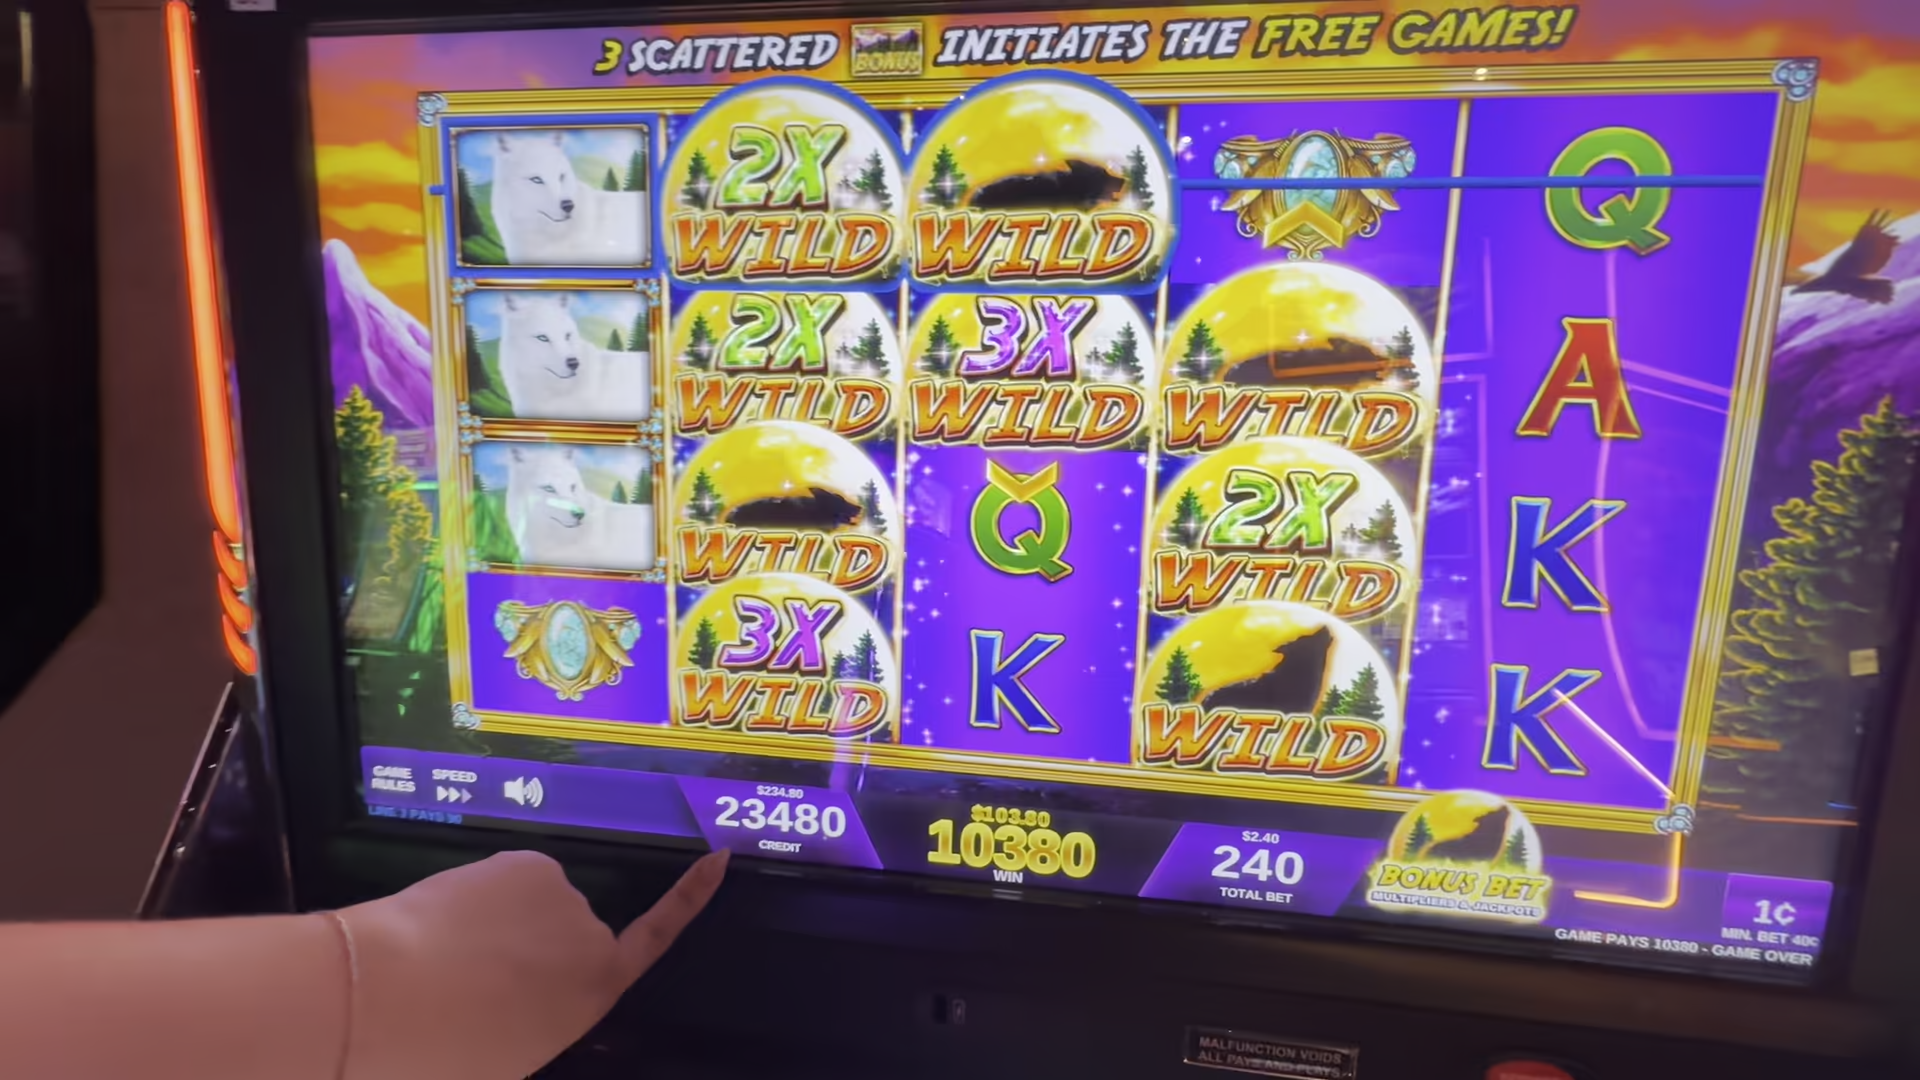 3 SCATTERED BONUS INITIATES THE FREE GAMES!
2X
WILD
WILD
Q
2X
WILD
3X
WILD
WILD
A
WILD
Q
2X
WILD
K
3X
WILD
K
WILD
K
GAME RULES
SPEED
$234.80
23480
CREDIT
$103.80
10380
WIN
$2.40
240
TOTAL BET
BONUS BET
MULTIPLIERS & JACKPOTS
1¢
MIN. BET 40¢
GAME PAYS 10380 - GAME OVER
MALFUNCTION VOIDS
ALL PAYS AND PLAYS